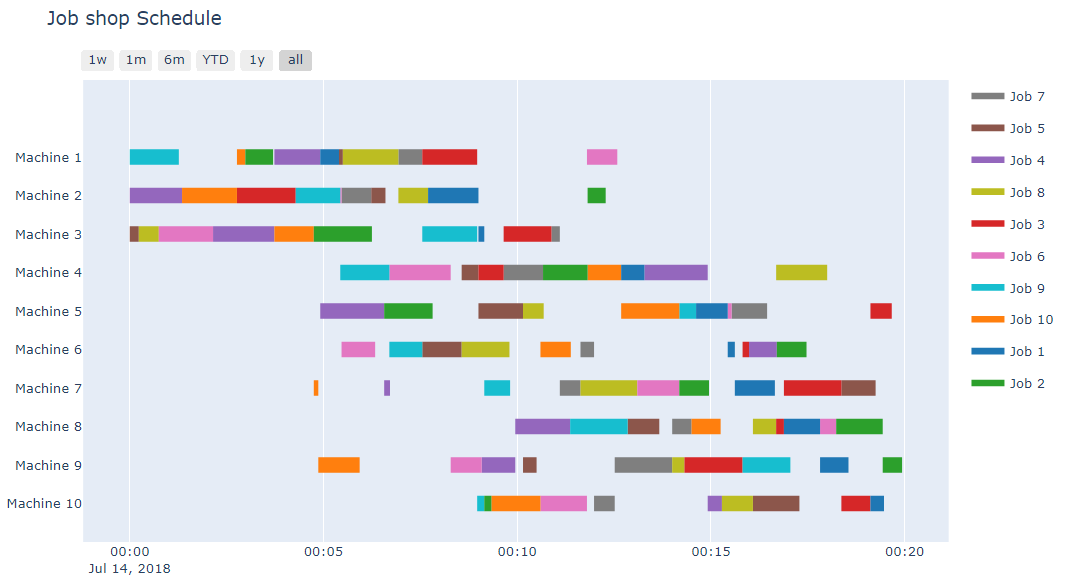 Job shop Schedule
1w 1m 6m YTD 1y all
Machine 1
Machine 2
Machine 3
Machine 4
Machine 5
Machine 6
Machine 7
Machine 8
Machine 9
Machine 10
00:00 00:05 00:10 00:15 00:20
Jul 14, 2018
Job 7
Job 5
Job 4
Job 8
Job 3
Job 6
Job 9
Job 10
Job 1
Job 2